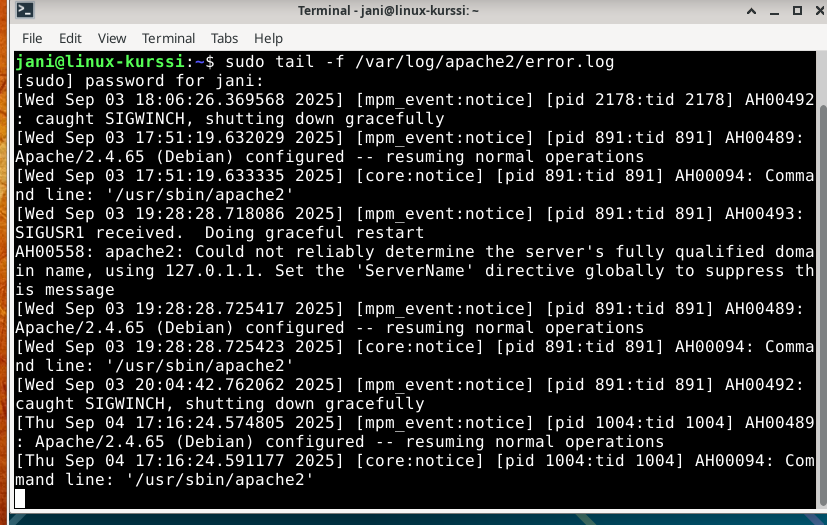 Terminal - jani@linux-kurssi: ~
File Edit View Terminal Tabs Help
jani@linux-kurssi:~$ sudo tail -f /var/log/apache2/error.log
[sudo] password for jani:
[Wed Sep 03 18:06:26.369568 2025] [mpm_event:notice] [pid 2178:tid 2178] AH00492
: caught SIGWINCH, shutting down gracefully
[Wed Sep 03 17:51:19.632029 2025] [mpm_event:notice] [pid 891:tid 891] AH00489:
Apache/2.4.65 (Debian) configured -- resuming normal operations
[Wed Sep 03 17:51:19.633335 2025] [core:notice] [pid 891:tid 891] AH00094: Comma
nd line: '/usr/sbin/apache2'
[Wed Sep 03 19:28:28.718086 2025] [mpm_event:notice] [pid 891:tid 891] AH00493:
SIGUSR1 received.  Doing graceful restart
AH00558: apache2: Could not reliably determine the server's fully qualified doma
in name, using 127.0.1.1. Set the 'ServerName' directive globally to suppress th
is message
[Wed Sep 03 19:28:28.725417 2025] [mpm_event:notice] [pid 891:tid 891] AH00489:
Apache/2.4.65 (Debian) configured -- resuming normal operations
[Wed Sep 03 19:28:28.725423 2025] [core:notice] [pid 891:tid 891] AH00094: Comma
nd line: '/usr/sbin/apache2'
[Wed Sep 03 20:04:42.762062 2025] [mpm_event:notice] [pid 891:tid 891] AH00492:
caught SIGWINCH, shutting down gracefully
[Thu Sep 04 17:16:24.574805 2025] [mpm_event:notice] [pid 1004:tid 1004] AH00489
: Apache/2.4.65 (Debian) configured -- resuming normal operations
[Thu Sep 04 17:16:24.591177 2025] [core:notice] [pid 1004:tid 1004] AH00094: Com
mand line: '/usr/sbin/apache2'